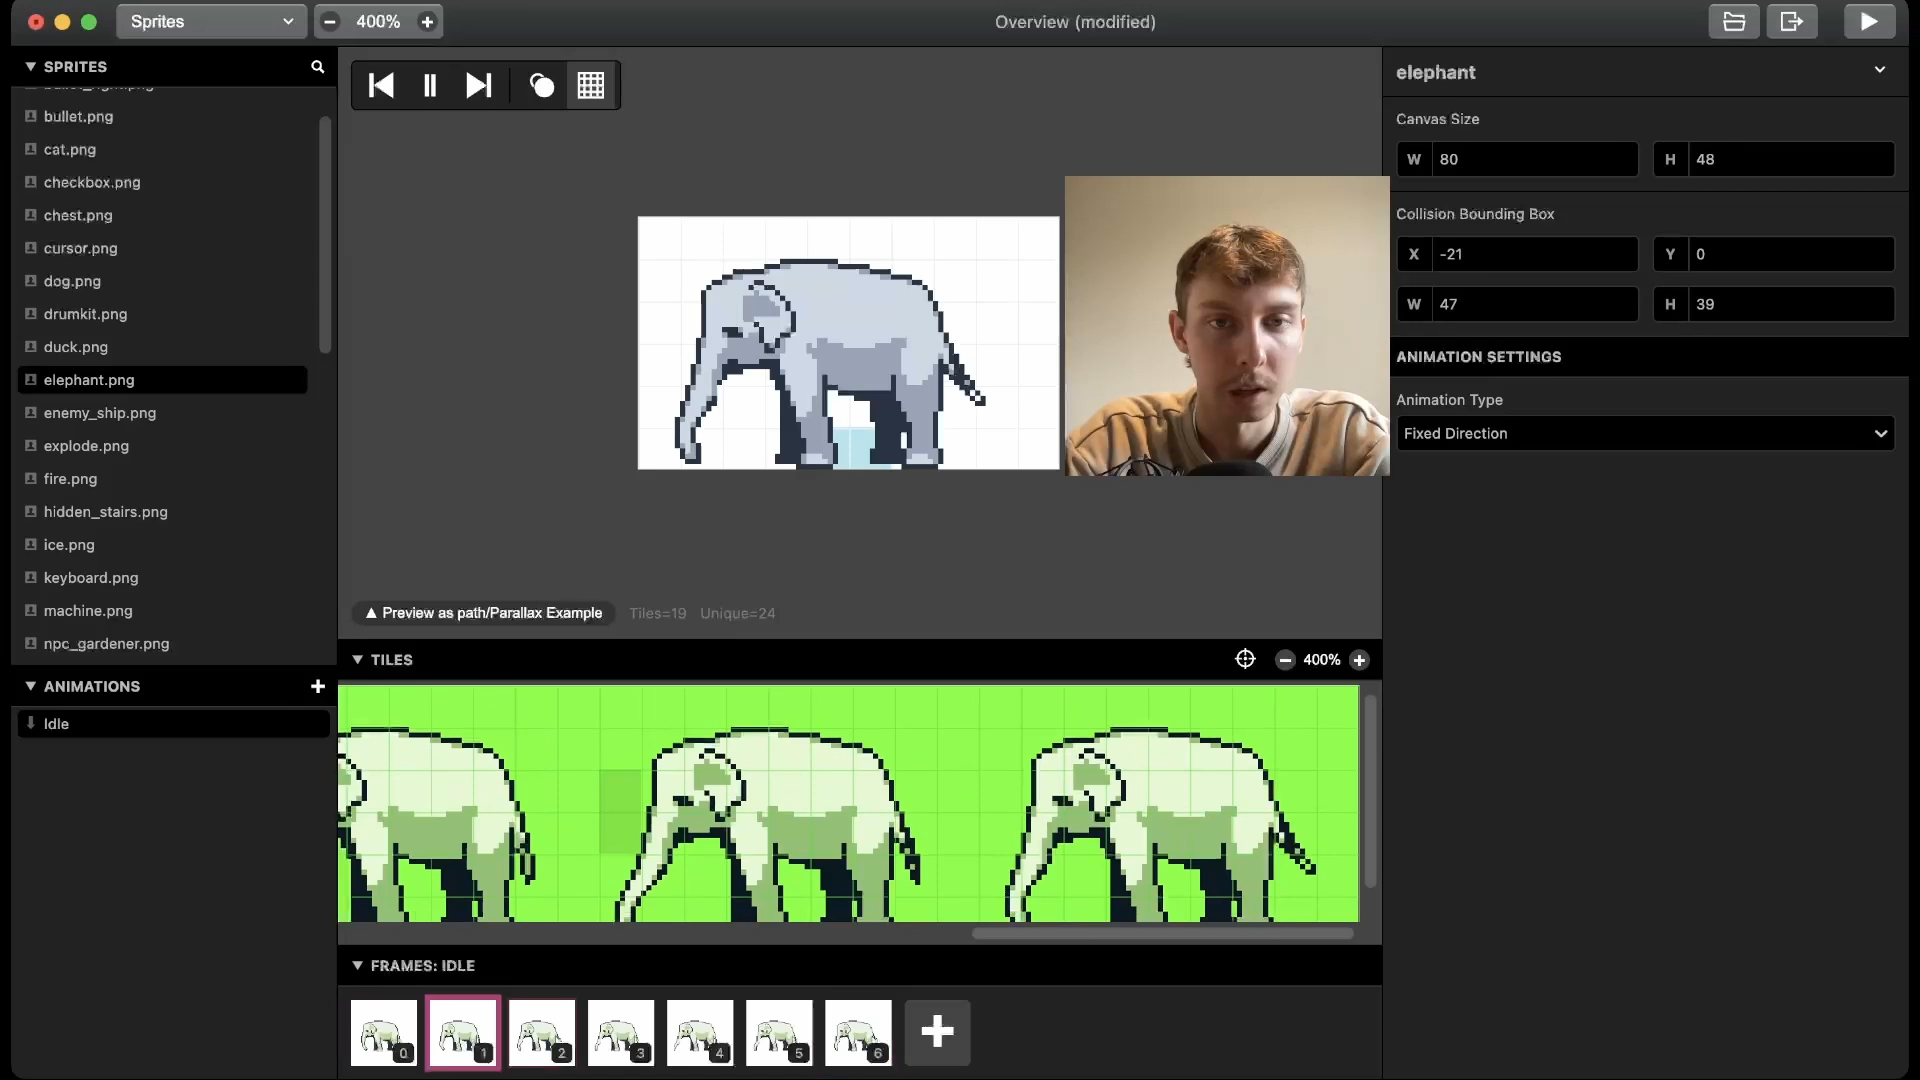 Sprites
400%
Overview (modified)
SPRITES
bullet.png
cat.png
checkbox.png
chest.png
cursor.png
dog.png
drumkit.png
duck.png
elephant.png
enemy_ship.png
explode.png
fire.png
hidden_stairs.png
ice.png
keyboard.png
machine.png
npc_gardener.png
ANIMATIONS
Idle
Preview as path/Parallax Example Tiles=19 Unique=24
TILES
400%
FRAMES: IDLE
0 1 2 3 4 5 6
elephant
Canvas Size
W 80 H 48
Collision Bounding Box
X -21 Y 0
W 47 H 39
ANIMATION SETTINGS
Animation Type
Fixed Direction